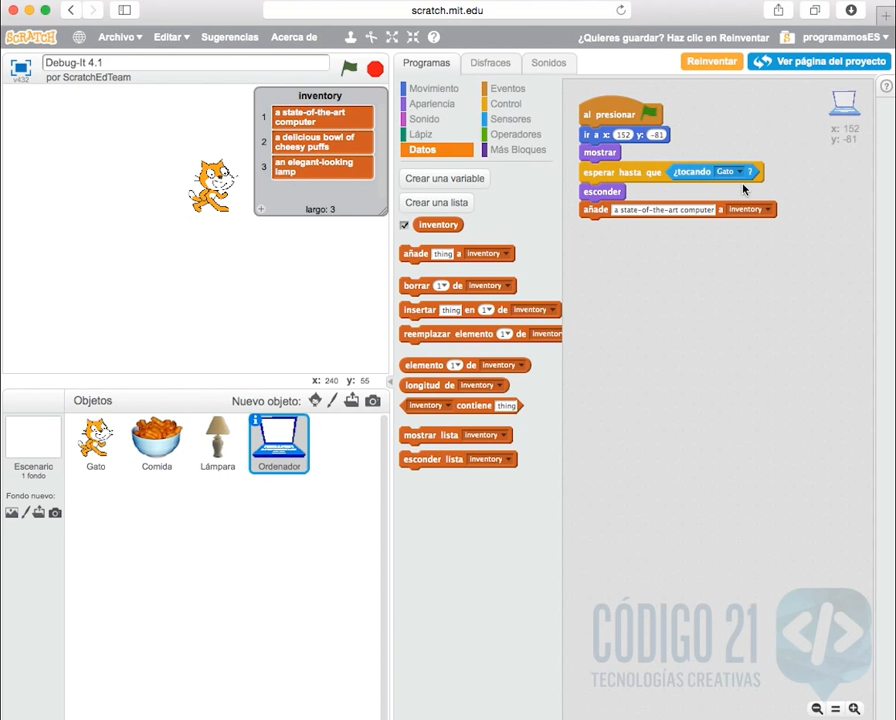 scratch.mit.edu
SCRATCH Archivo Editar Sugerencias Acerca de ¿Quieres guardar? Haz clic en Reinventar programamosES
Debug-It 4.1
por ScratchEdTeam
v432
Programas Disfraces Sonidos
Reinventar Ver página del proyecto
inventory
1 a state-of-the-art computer
2 a delicious bowl of cheesy puffs
3 an elegant-looking lamp
largo: 3
x: 240 y: 55
Movimiento Eventos
Apariencia Control
Sonido Sensores
Lápiz Operadores
Datos Más Bloques
Crear una variable
Crear una lista
inventory
añade thing a inventory
borrar 1 de inventory
insertar thing en 1 de inventory
reemplazar elemento 1 de inventor
elemento 1 de inventory
longitud de inventory
inventory contiene thing
mostrar lista inventory
esconder lista inventory
al presionar
ir a x: 152 y: -81
mostrar
esperar hasta que ¿tocando Gato ?
esconder
añade a state-of-the-art computer a inventory
x: 152
y: -81
Objetos Nuevo objeto:
Escenario
1 fondo
Fondo nuevo:
Gato Comida Lámpara Ordenador
CÓDIGO 21
TECNOLOGÍAS CREATIVAS